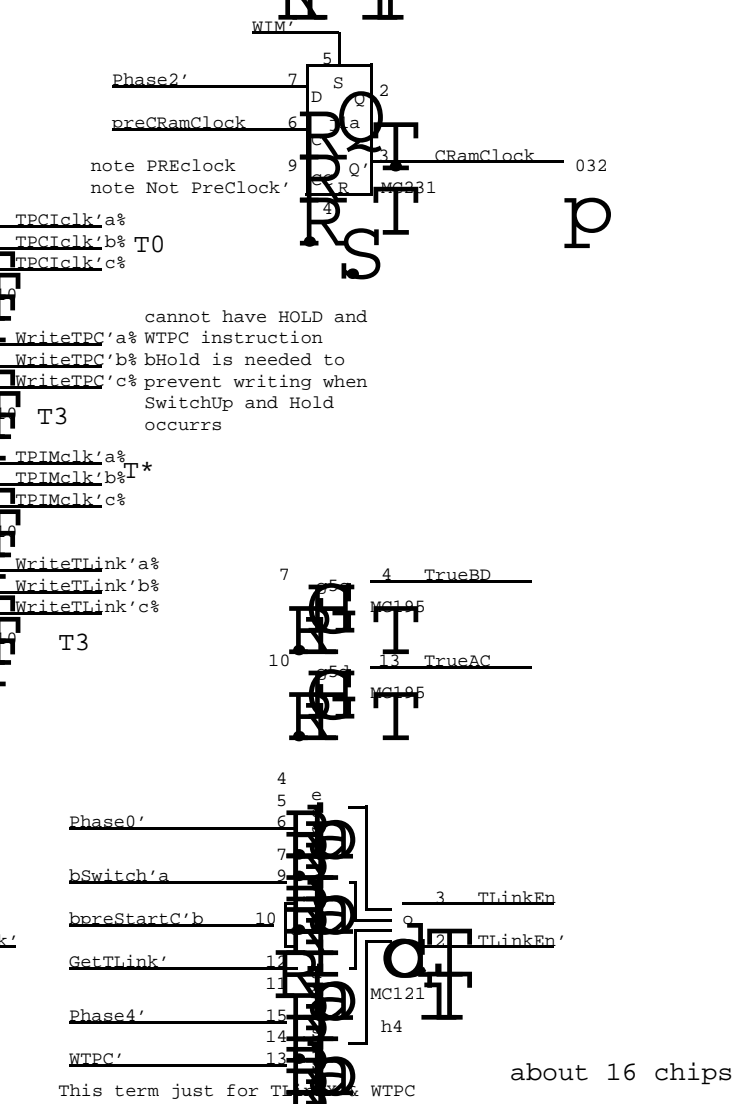 WIM'
5
Phase2' 7 S 2
D Q
preCRamClock 6
3 CRamClock 032
note PREclock 9 Q'
note Not PreClock' R MC231
4
TPCIclk'a%
TPCIclk'b% T0
TPCIclk'c%
cannot have HOLD and
WriteTPC'a% WTPC instruction
WriteTPC'b% bHold is needed to
WriteTPC'c% prevent writing when
T3 SwitchUp and Hold
occurrs
TPIMclk'a%
TPIMclk'b% T*
TPIMclk'c%
WriteTLink'a%
WriteTLink'b%
WriteTLink'c%
T3
7 4 TrueBD
MC195
10 13 TrueAC
MC195
4
5 e
Phase0' 6
7
bSwitch'a 9
3 TLinkEn
bpreStartC'b 10
2 TLinkEn'
GetTLink' 12
11
MC121
Phase4' 15
h4
14
WTPC' 13
about 16 chips
This term just for & WTPC